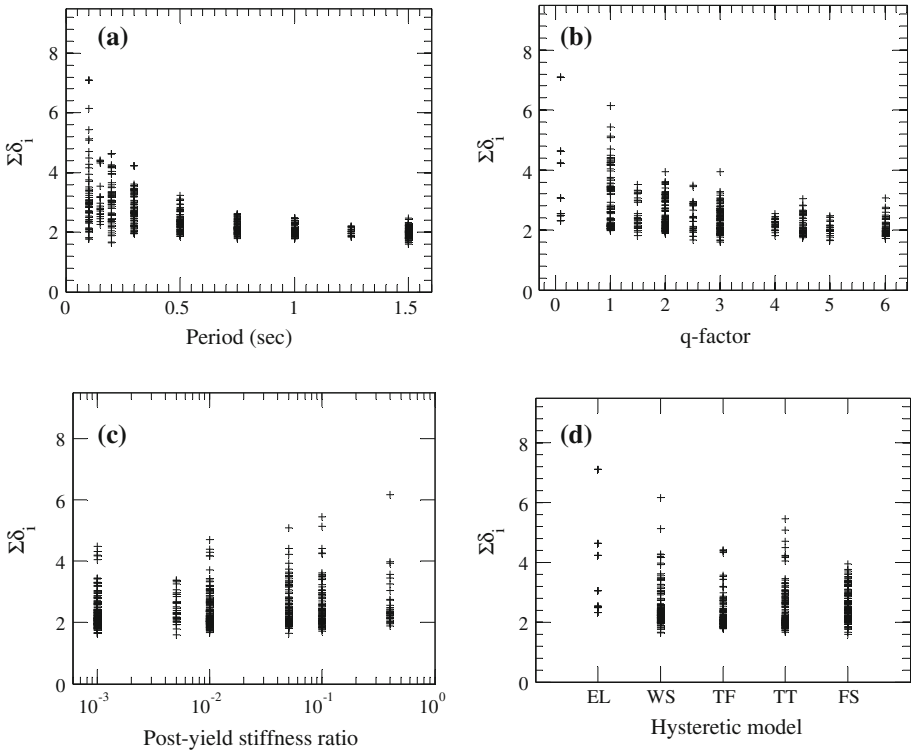 (a)
8
6
4
2
0
Σδi
0 0.5 1 1.5
Period (sec)
(b)
8
6
4
2
0
Σδi
0 1 2 3 4 5 6
q-factor
(c)
8
6
4
2
0
Σδi
10^-3 10^-2 10^-1 10^0
Post-yield stiffness ratio
(d)
8
6
4
2
0
Σδi
EL WS TF TT FS
Hysteretic model